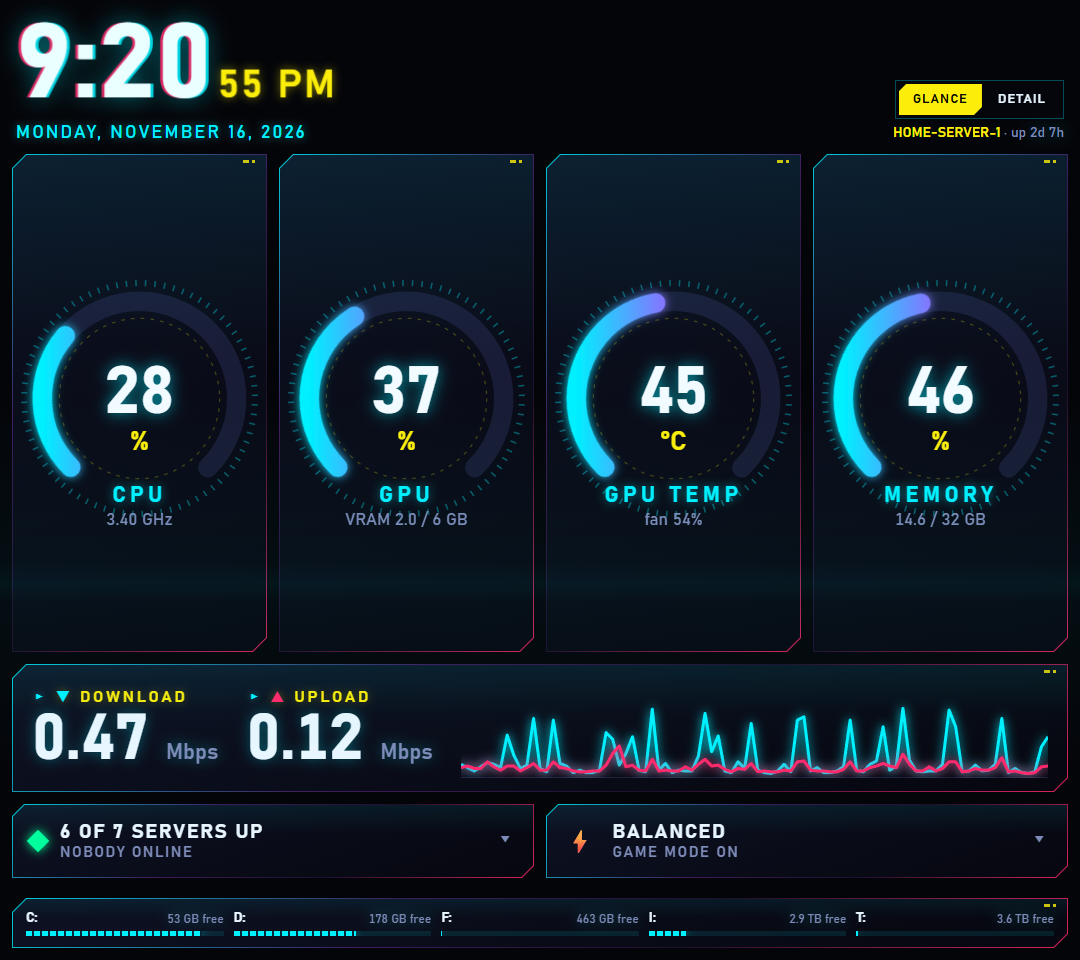 9:20 55 PM
MONDAY, NOVEMBER 16, 2026
GLANCE DETAIL
HOME-SERVER-1 · up 2d 7h
28
%
CPU
3.40 GHz
37
%
GPU
VRAM 2.0 / 6 GB
45
°C
GPU TEMP
fan 54%
46
%
MEMORY
14.6 / 32 GB
DOWNLOAD
0.47 Mbps
UPLOAD
0.12 Mbps
6 OF 7 SERVERS UP
NOBODY ONLINE
BALANCED
GAME MODE ON
C: 53 GB free
D: 178 GB free
F: 463 GB free
I: 2.9 TB free
T: 3.6 TB free